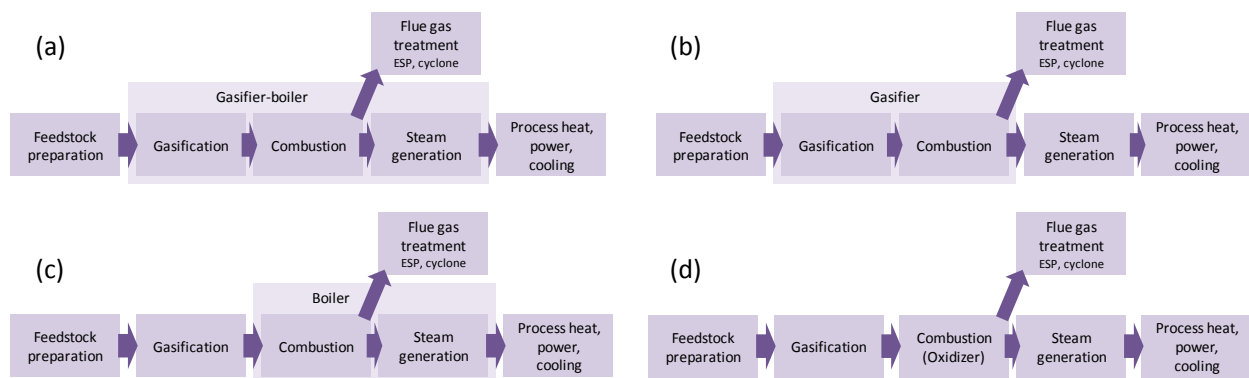 (a)
Flue gas
treatment
ESP, cyclone
Gasifier-boiler
Feedstock
preparation
Gasification
Combustion
Steam
generation
Process heat,
power,
cooling
(b)
Flue gas
treatment
ESP, cyclone
Gasifier
Feedstock
preparation
Gasification
Combustion
Steam
generation
Process heat,
power,
cooling
(c)
Flue gas
treatment
ESP, cyclone
Boiler
Feedstock
preparation
Gasification
Combustion
Steam
generation
Process heat,
power,
cooling
(d)
Flue gas
treatment
ESP, cyclone
Feedstock
preparation
Gasification
Combustion
(Oxidizer)
Steam
generation
Process heat,
power,
cooling